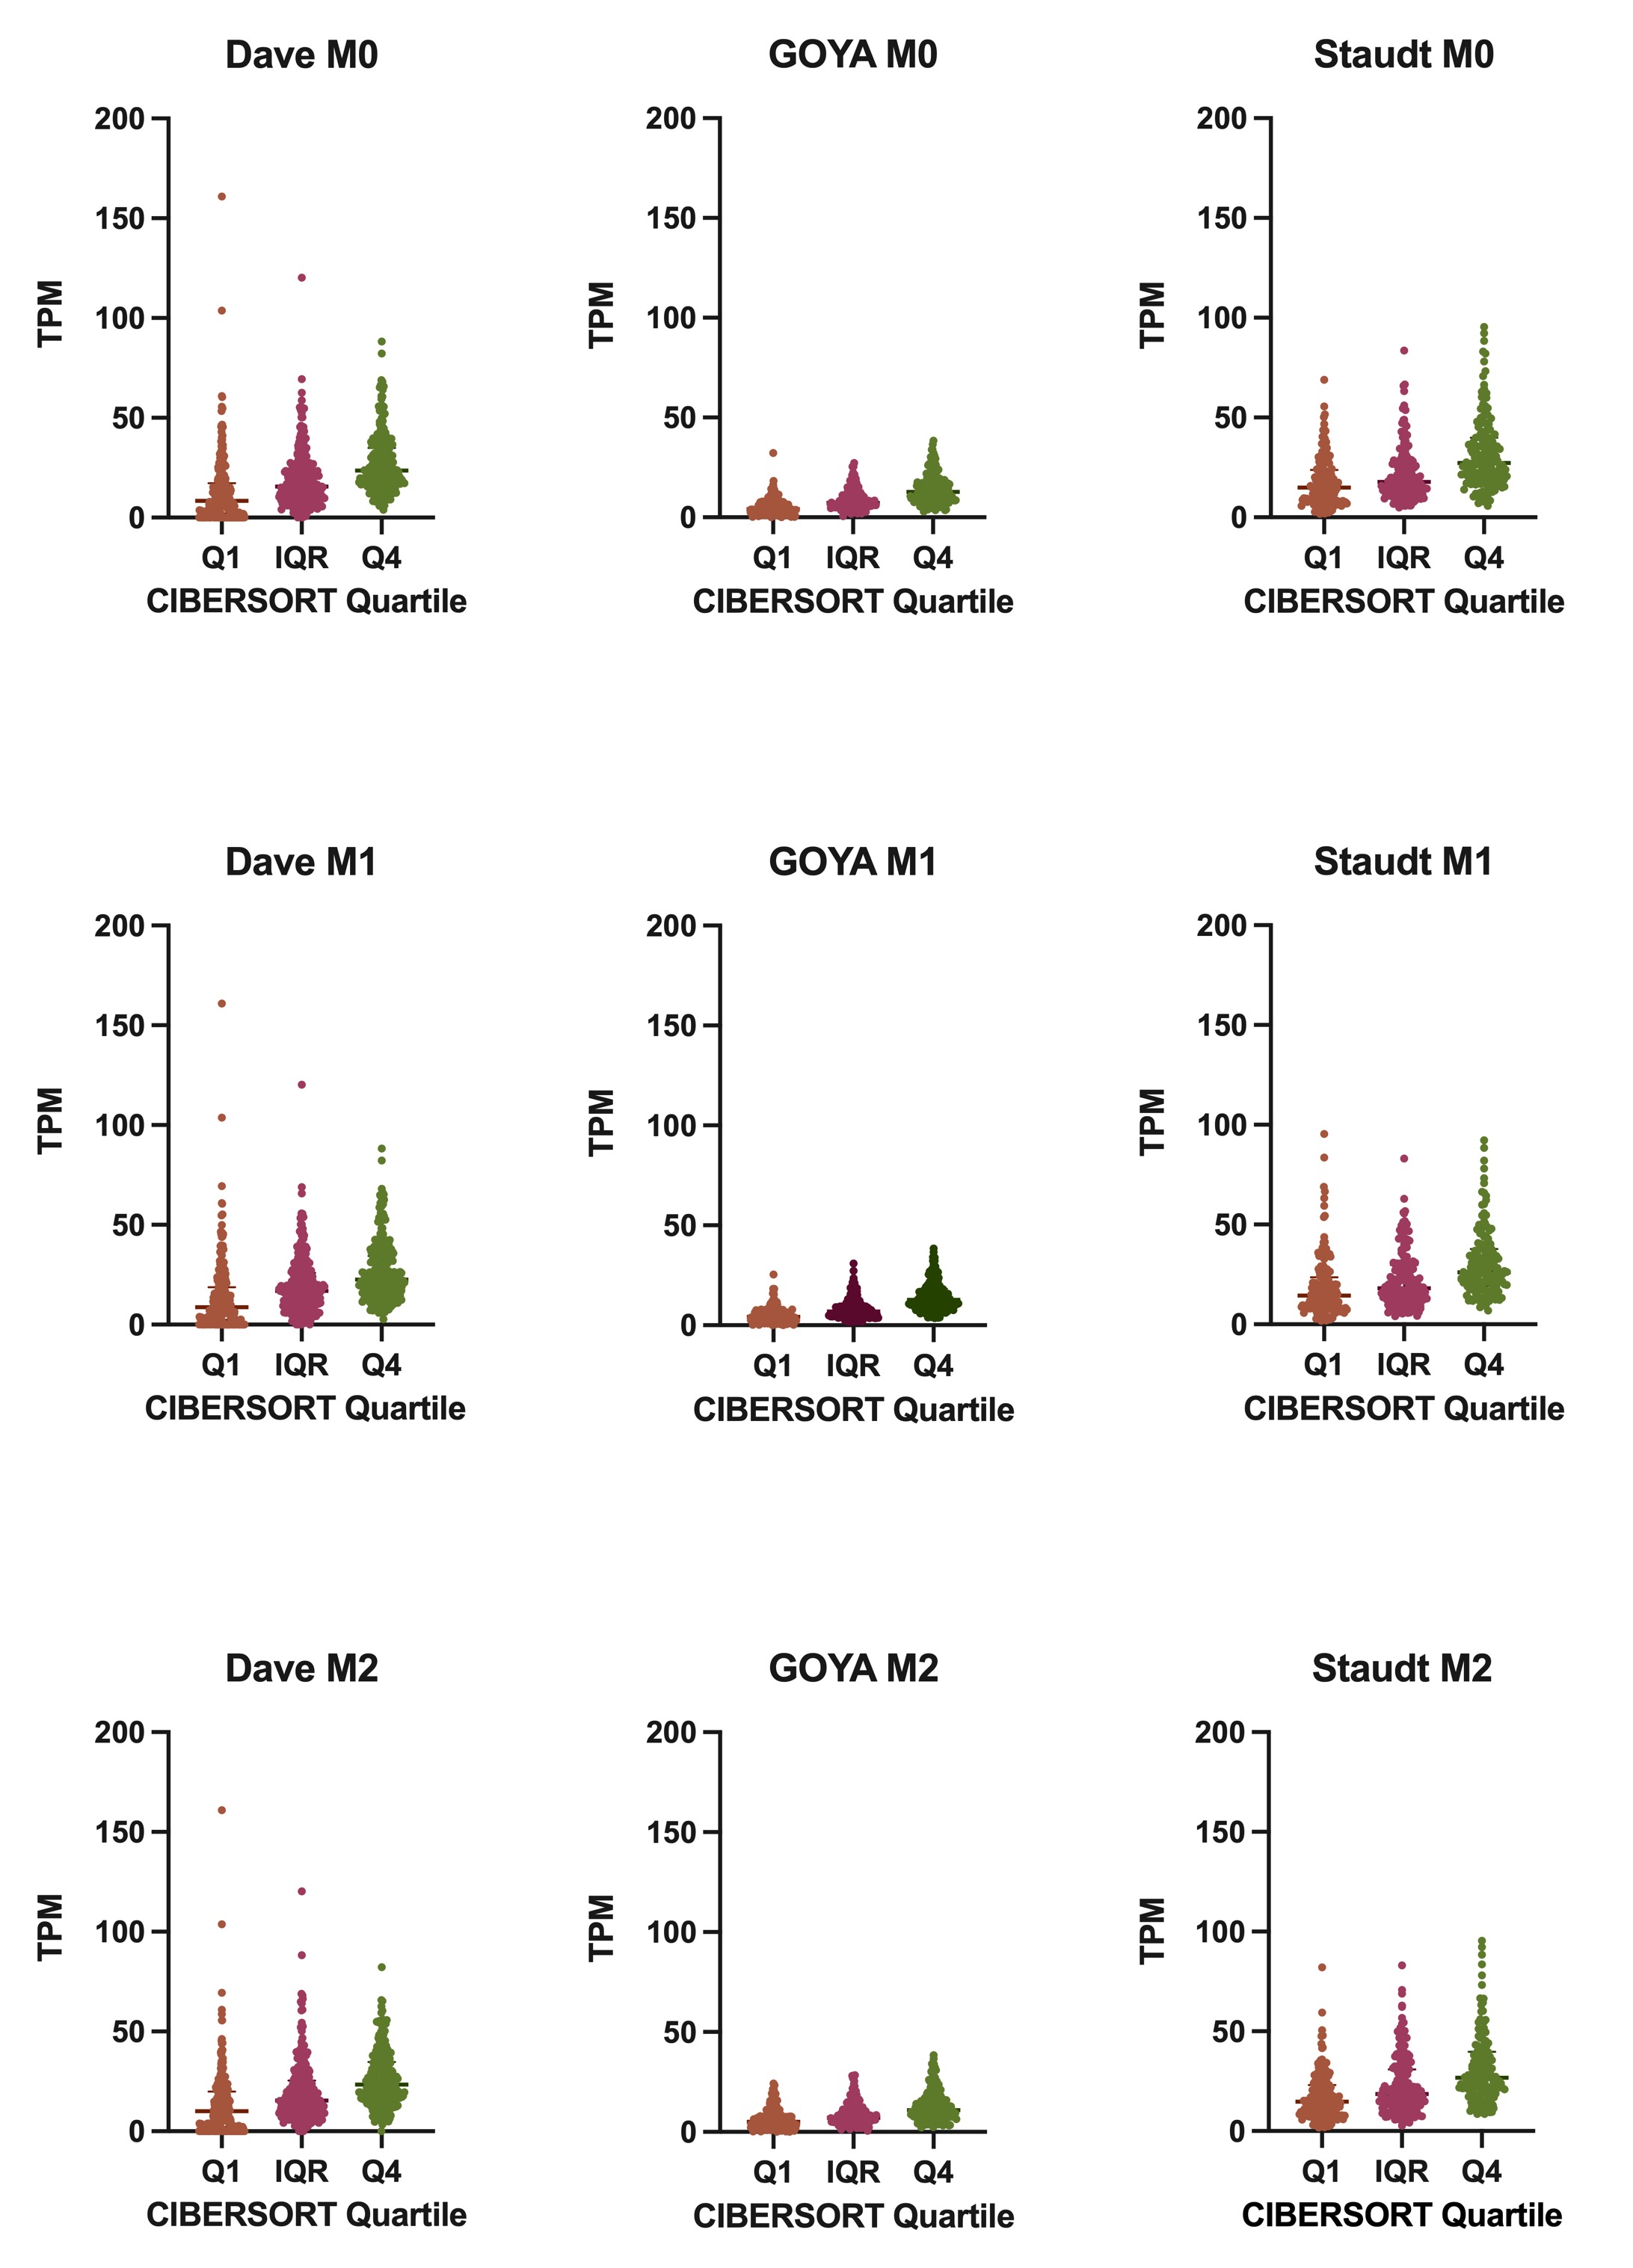 Dave M0
GOYA M0
Staudt M0
200
150
100
50
0
TPM
Q1 IQR Q4
CIBERSORT Quartile
200
150
100
50
0
TPM
Q1 IQR Q4
CIBERSORT Quartile
200
150
100
50
0
TPM
Q1 IQR Q4
CIBERSORT Quartile
Dave M1
GOYA M1
Staudt M1
200
150
100
50
0
TPM
Q1 IQR Q4
CIBERSORT Quartile
200
150
100
50
0
TPM
Q1 IQR Q4
CIBERSORT Quartile
200
150
100
50
0
TPM
Q1 IQR Q4
CIBERSORT Quartile
Dave M2
GOYA M2
Staudt M2
200
150
100
50
0
TPM
Q1 IQR Q4
CIBERSORT Quartile
200
150
100
50
0
TPM
Q1 IQR Q4
CIBERSORT Quartile
200
150
100
50
0
TPM
Q1 IQR Q4
CIBERSORT Quartile